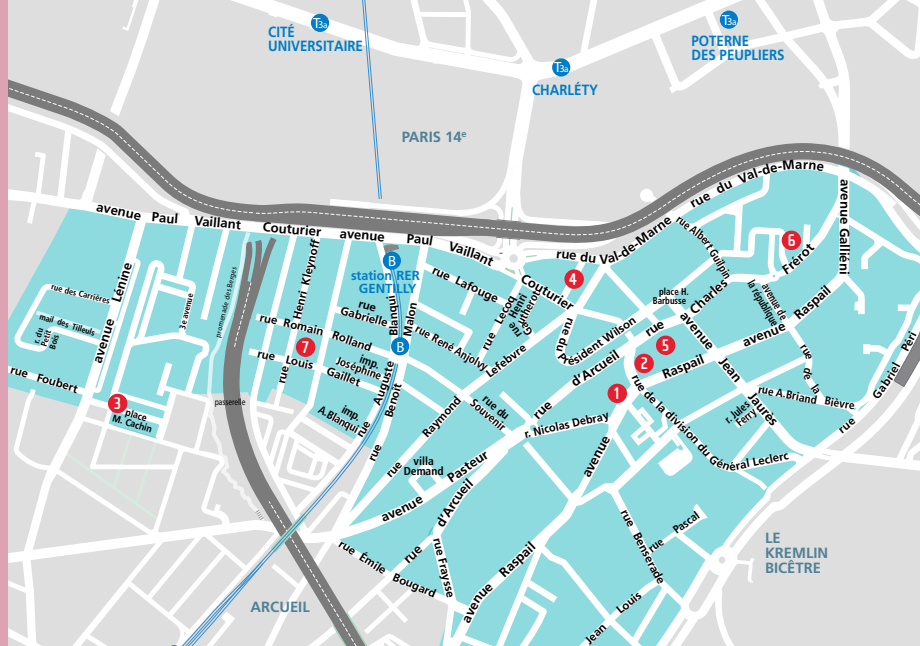 T3a
CITÉ
UNIVERSITAIRE
T3a
POTERNE
DES PEUPLIERS
T3a
CHARLÉTY
PARIS 14e
rue du Val-de-Marne
avenue Paul Vaillant Couturier avenue Paul Vaillant Couturier
rue du Val-de-Marne
rue Albert Guilpin
avenue Galliéni
6
Frérot
B
station RER
GENTILLY
avenue Lénine
rue des Carrières
mail des Tilleuls
r. du
Petit
Bois
3e avenue
promenade des Berges
rue Henri Kleynoff
rue
Gabrielle
rue Lafouge
rue Lecoq
Henri
4
place H.
Barbusse
rue Charles
avenue de
la république
avenue Raspail
rue Romain Rolland
rue Auguste Blanqui
rue Benoit Malon
rue René Anjolvy
B
Président Wilson
rue du
5
2
rue Louis Gaillet
7
imp.
Joséphine
imp.
A.Blanqui
rue Raymond Lefebvre
rue d'Arcueil
1
avenue Jean Jaurès
rue de la Bièvre
rue A.Briand
r. Jules
Ferry
rue Gabriel Péri
rue Foubert
3
place
M. Cachin
passerelle
rue du
Souvenir
r. Nicolas Debray
rue de la division du Général Leclerc
villa
Demand
avenue Pasteur
rue d'Arcueil
avenue Raspail
rue Benserade
rue Pascal
rue Émile Bougard
rue Fraysse
Jean Louis
LE
KREMLIN
BICÊTRE
ARCUEIL